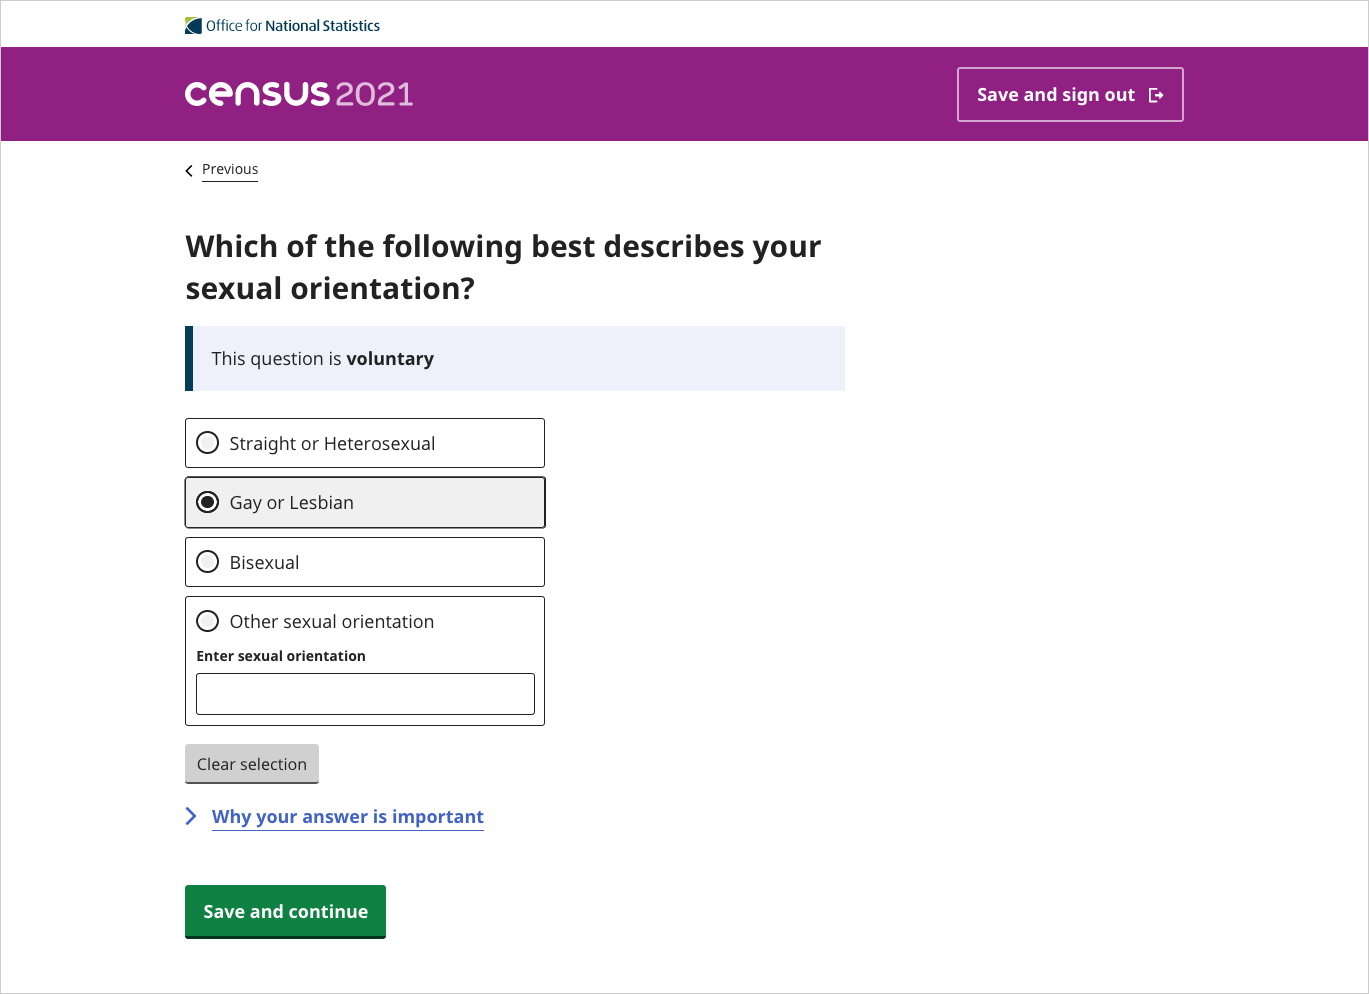 Office for National Statistics
census 2021
Save and sign out
Previous
Which of the following best describes your
sexual orientation?
This question is voluntary
Straight or Heterosexual
Gay or Lesbian
Bisexual
Other sexual orientation
Enter sexual orientation
Clear selection
Why your answer is important
Save and continue